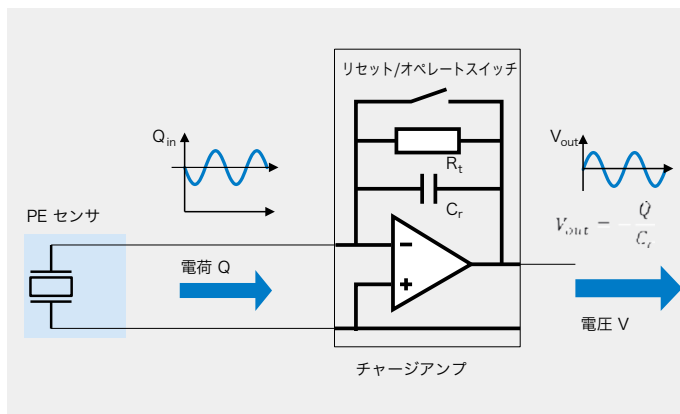 リセット/オペレートスイッチ
Qin
Vout
Rt
Cr
PE センサ
Vout = − Q / Cr
電荷 Q
電圧 V
チャージアンプ